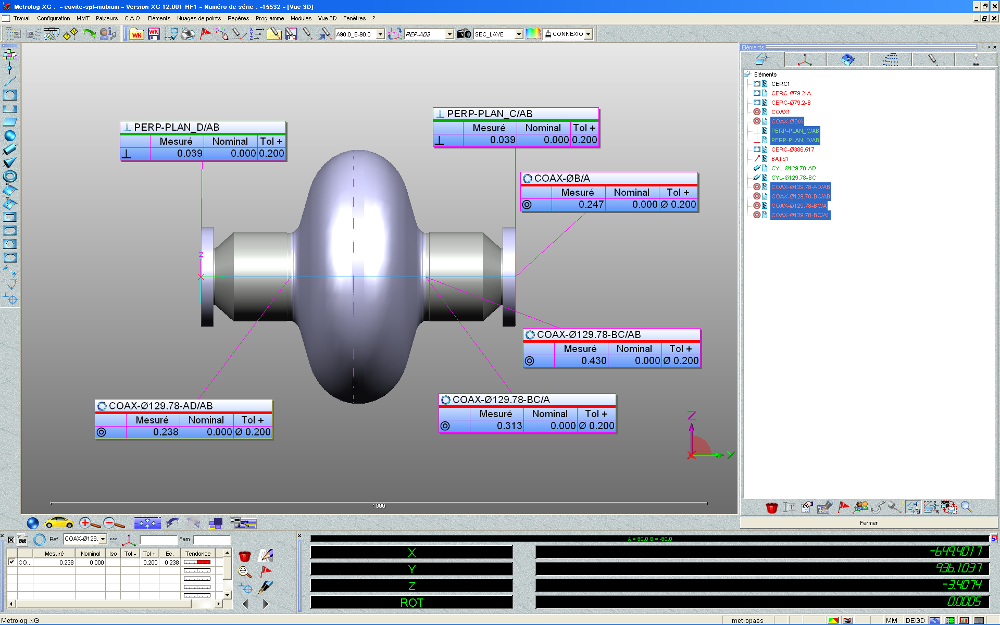 Metrolog XG :  - cavite-spl-niobium - Version XG 12.001 HF1 - Numéro de série : -15532 - [Vue 3D]
Travail Configuration MMT Palpeurs C.A.O. Eléments Nuages de points Repères Programme Modules Vue 3D Fenêtres ?
WK WK A90.0_B-90.0 REP-AD3 SEC_LAYE CONNEXIO
Eléments
Eléments
CERC1
CERC-Ø79.2-A
CERC-Ø79.2-B
COAX1
COAX-ØB/A
PERP-PLAN_C/AB
PERP-PLAN_D/AB
CERC-Ø386.517
BATS1
CYL-Ø129.78-AD
CYL-Ø129.78-BC
COAX-Ø129.78-AD/AB
COAX-Ø129.78-BC/AB
COAX-Ø129.78-BC/A
COAX-Ø129.78-BC/A1
Fermer
PERP-PLAN_D/AB
Mesuré Nominal Tol +
0.039 0.000 0.200
PERP-PLAN_C/AB
Mesuré Nominal Tol +
0.039 0.000 0.200
COAX-ØB/A
Mesuré Nominal Tol +
0.247 0.000 Ø 0.200
COAX-Ø129.78-BC/AB
Mesuré Nominal Tol +
0.430 0.000 Ø 0.200
COAX-Ø129.78-BC/A
Mesuré Nominal Tol +
0.313 0.000 Ø 0.200
COAX-Ø129.78-AD/AB
Mesuré Nominal Tol +
0.238 0.000 Ø 0.200
Z
X Y
Z
X Y
1000
Ref COAX-Ø129. Fam
Mesuré Nominal Iso Tol - Tol + Ec. Tendance
CO... 0.238 0.000 0.200 0.238
A = 90.0 B = -90.0
X -649.4017
Y 936.1037
Z -3.4074
ROT 0.0005
Metrolog XG metropass MM DEGD